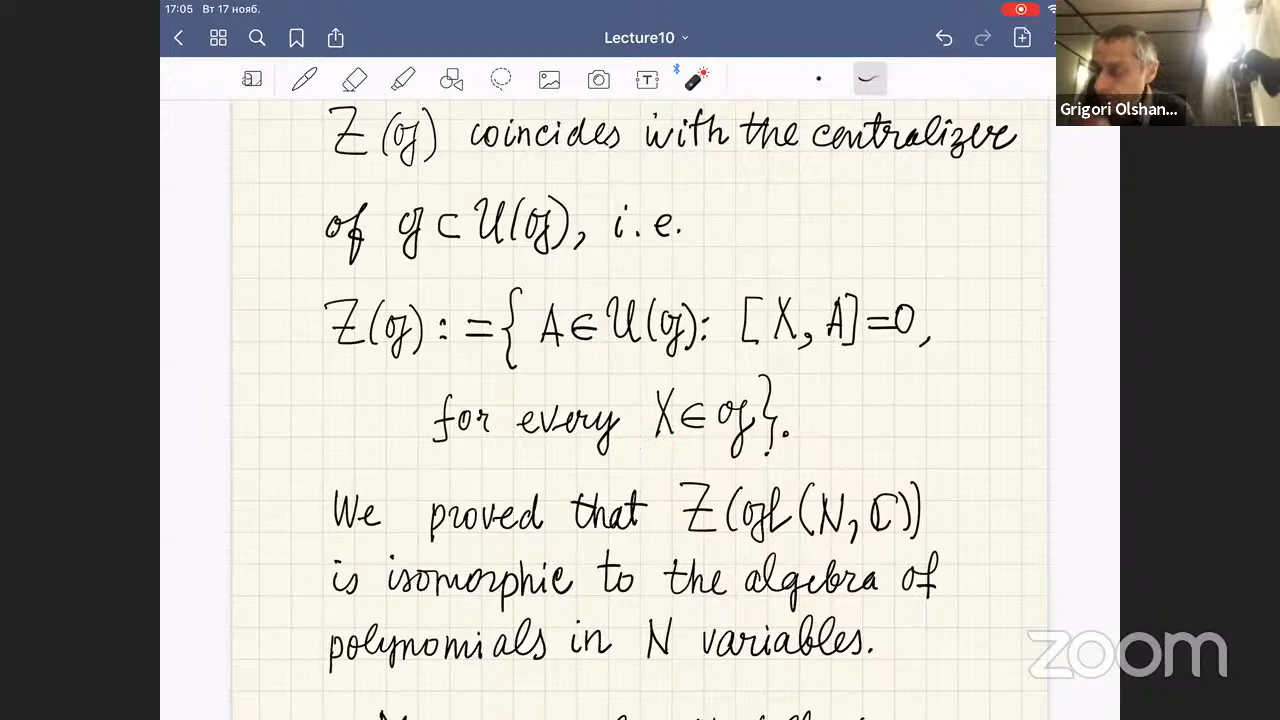 17:05 Вт 17 нояб.
Lecture10
Grigori Olshan...
Z(𝔤) coincides with the centralizer
of 𝔤 ⊂ U(𝔤), i.e.
Z(𝔤) := { A ∈ U(𝔤): [X, A] = 0,
for every X ∈ 𝔤}.
We proved that Z(𝔤𝔩(N, ℂ))
is isomorphic to the algebra of
polynomials in N variables.
zoom